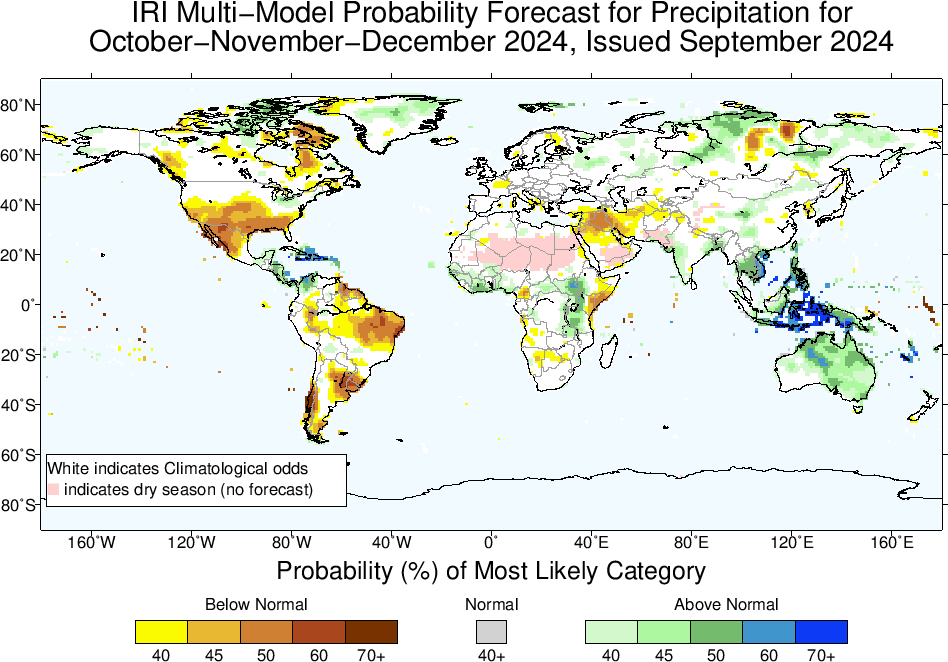 IRI Multi−Model Probability Forecast for Precipitation for
October−November−December 2024, Issued September 2024
80˚N
60˚N
40˚N
20˚N
0˚
20˚S
40˚S
60˚S
80˚S
White indicates Climatological odds
indicates dry season (no forecast)
160˚W 120˚W 80˚W 40˚W 0˚ 40˚E 80˚E 120˚E 160˚E
Probability (%) of Most Likely Category
Below Normal Normal Above Normal
40 45 50 60 70+ 40+ 40 45 50 60 70+